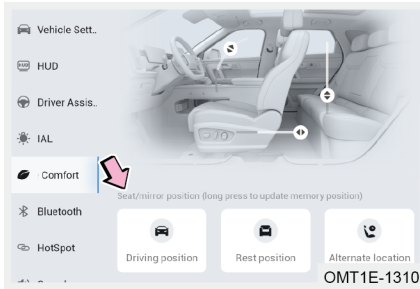 Vehicle Sett..
HUD
HUD
Driver Assis..
IAL
Comfort
Seat/mirror position (long press to update memory position)
Bluetooth
HotSpot
Driving position
Rest position
Alternate location
OMT1E-1310